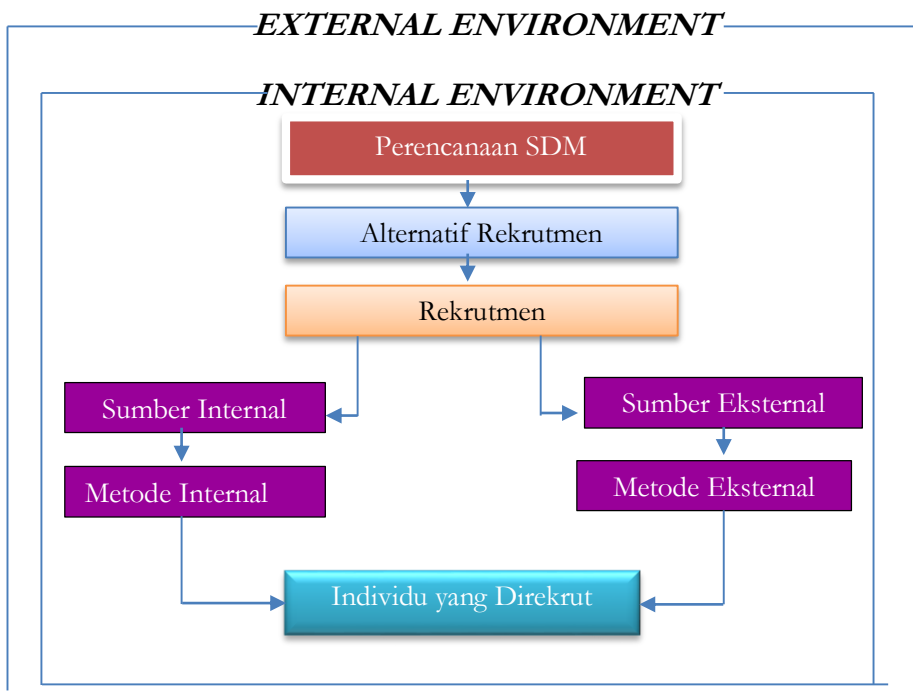 EXTERNAL ENVIRONMENT
INTERNAL ENVIRONMENT
Perencanaan SDM
Alternatif Rekrutmen
Rekrutmen
Sumber Internal
Sumber Eksternal
Metode Internal
Metode Eksternal
Individu yang Direkrut